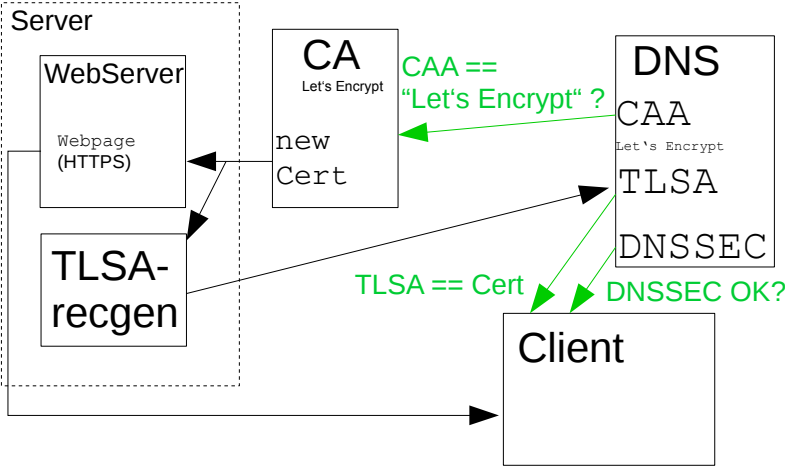 Server
WebServer
Webpage
(HTTPS)
TLSA-
recgen
CA
Let‘s Encrypt
new
Cert
CAA ==
“Let‘s Encrypt“ ?
DNS
CAA
Let‘s Encrypt
TLSA
DNSSEC
TLSA == Cert
DNSSEC OK?
Client